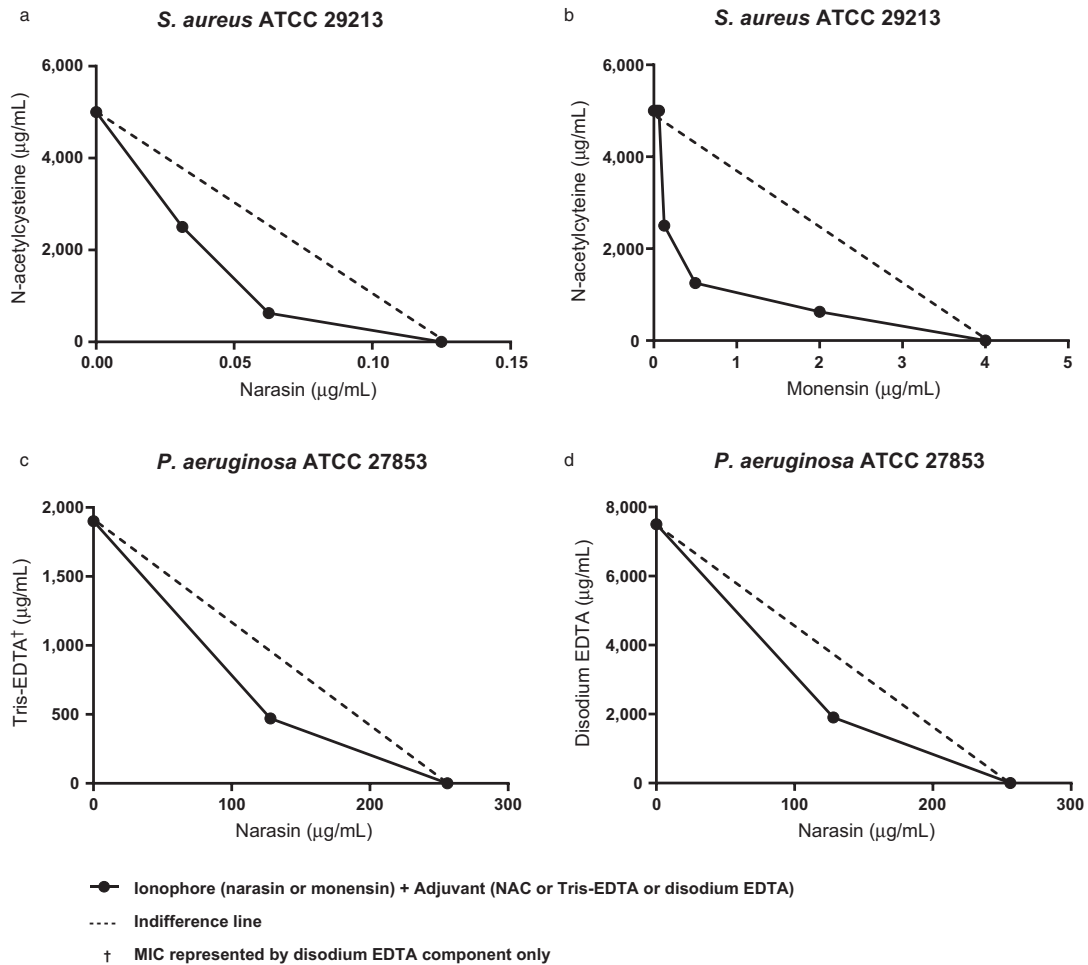 a
S. aureus ATCC 29213
6,000
4,000
2,000
0
N-acetylcysteine (µg/mL)
0.00 0.05 0.10 0.15
Narasin (µg/mL)
b
S. aureus ATCC 29213
6,000
4,000
2,000
0
N-acetylcyteine (µg/mL)
0 1 2 3 4 5
Monensin (µg/mL)
c
P. aeruginosa ATCC 27853
2,000
1,500
1,000
500
0
Tris-EDTA† (µg/mL)
0 100 200 300
Narasin (µg/mL)
d
P. aeruginosa ATCC 27853
8,000
6,000
4,000
2,000
0
Disodium EDTA (µg/mL)
0 100 200 300
Narasin (µg/mL)
Ionophore (narasin or monensin) + Adjuvant (NAC or Tris-EDTA or disodium EDTA)
Indifference line
† MIC represented by disodium EDTA component only